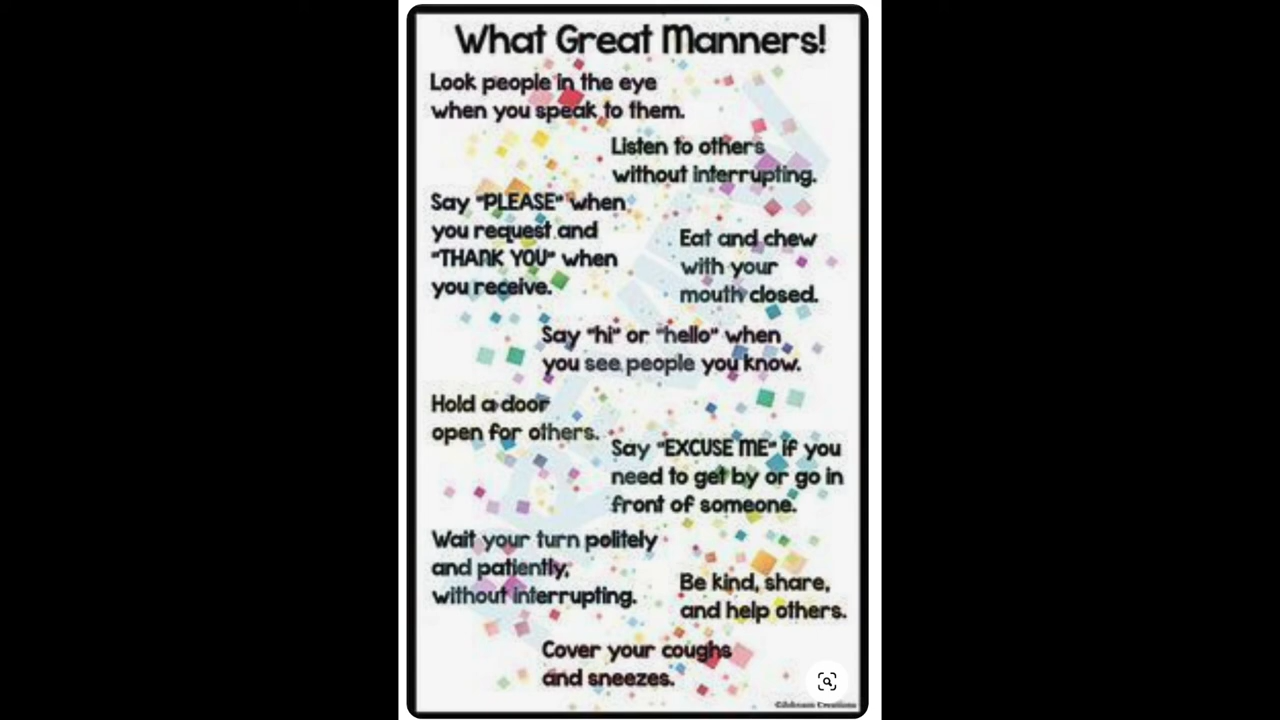 What Great Manners!
Look people in the eye
when you speak to them.
Listen to others
without interrupting.
Say "PLEASE" when
you request and
"THANK YOU" when
you receive.
Eat and chew
with your
mouth closed.
Say "hi" or "hello" when
you see people you know.
Hold a door
open for others.
Say "EXCUSE ME" if you
need to get by or go in
front of someone.
Wait your turn politely
and patiently,
without interrupting.
Be kind, share,
and help others.
Cover your coughs
and sneezes.
Creations